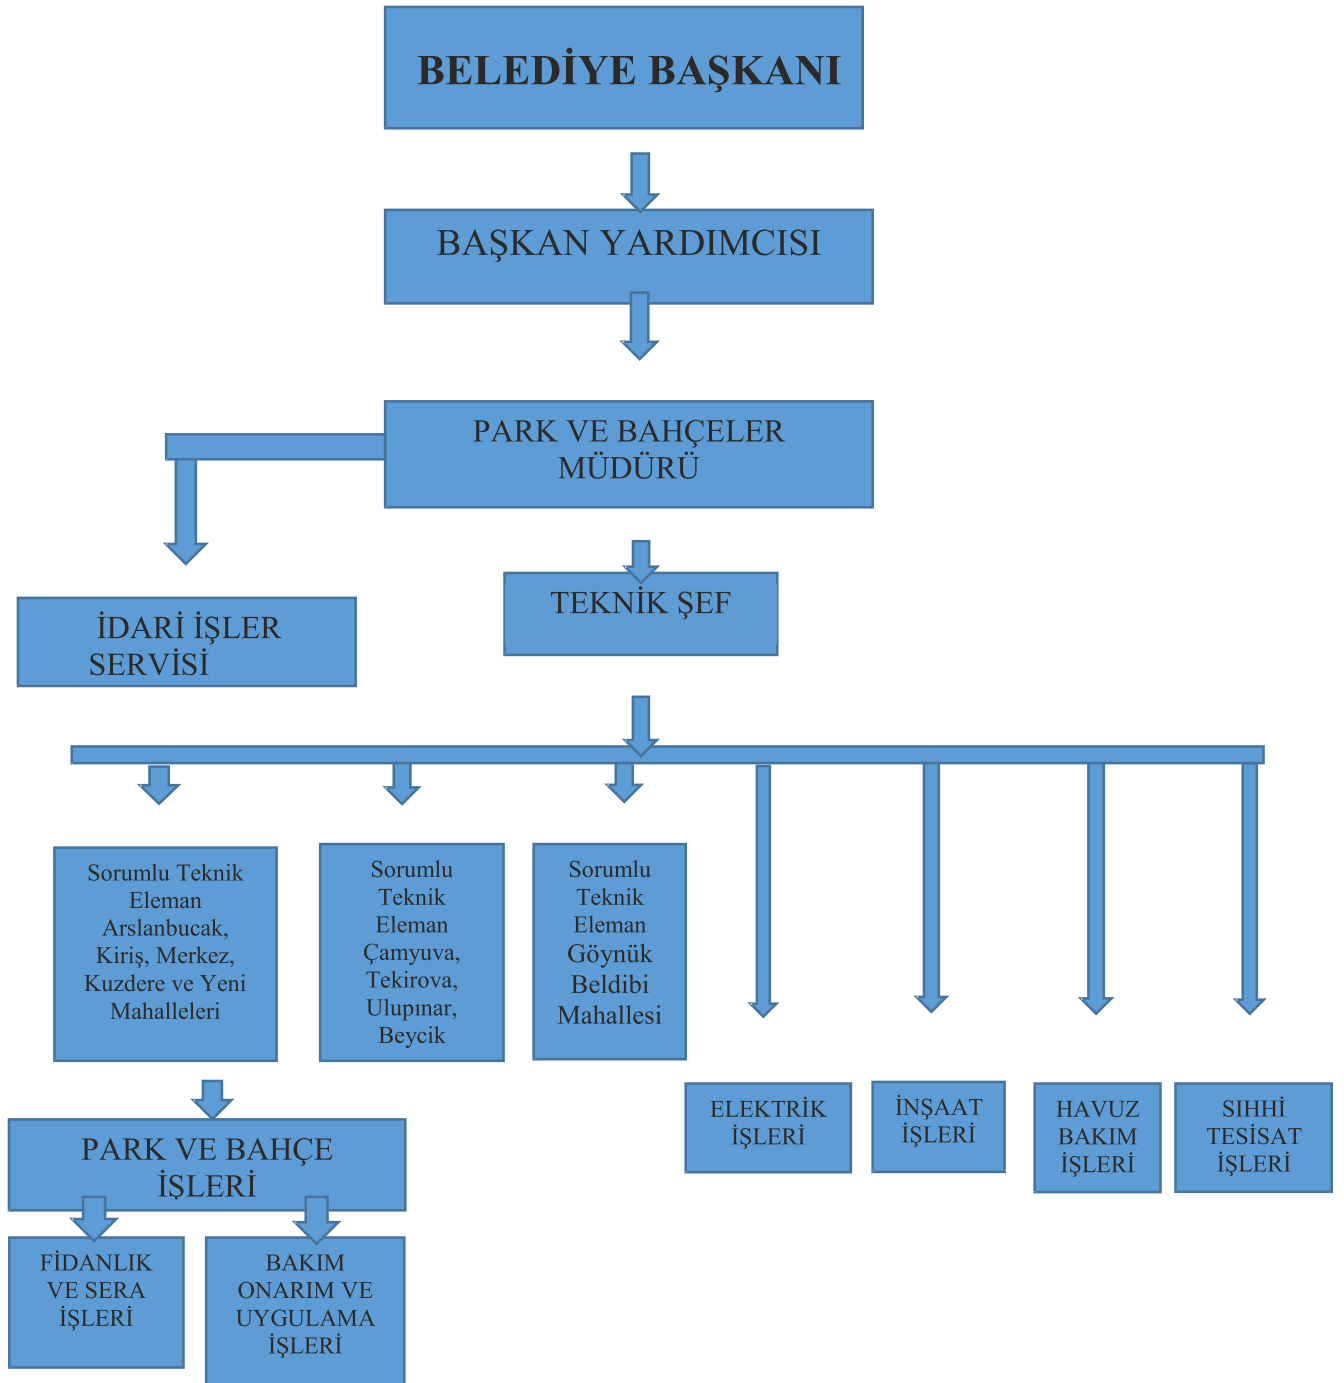 BELEDİYE BAŞKANI
BAŞKAN YARDIMCISI
PARK VE BAHÇELER
MÜDÜRÜ
TEKNİK ŞEF
İDARİ İŞLER
SERVİSİ
Sorumlu Teknik
Eleman
Arslanbucak,
Kiriş, Merkez,
Kuzdere ve Yeni
Mahalleleri
Sorumlu
Teknik
Eleman
Çamyuva,
Tekirova,
Ulupınar,
Beycik
Sorumlu
Teknik
Eleman
Göynük
Beldibi
Mahallesi
ELEKTRİK
İŞLERİ
İNŞAAT
İŞLERİ
HAVUZ
BAKIM
İŞLERİ
SIHHİ
TESİSAT
İŞLERİ
PARK VE BAHÇE
İŞLERİ
FİDANLIK
VE SERA
İŞLERİ
BAKIM
ONARIM VE
UYGULAMA
İŞLERİ